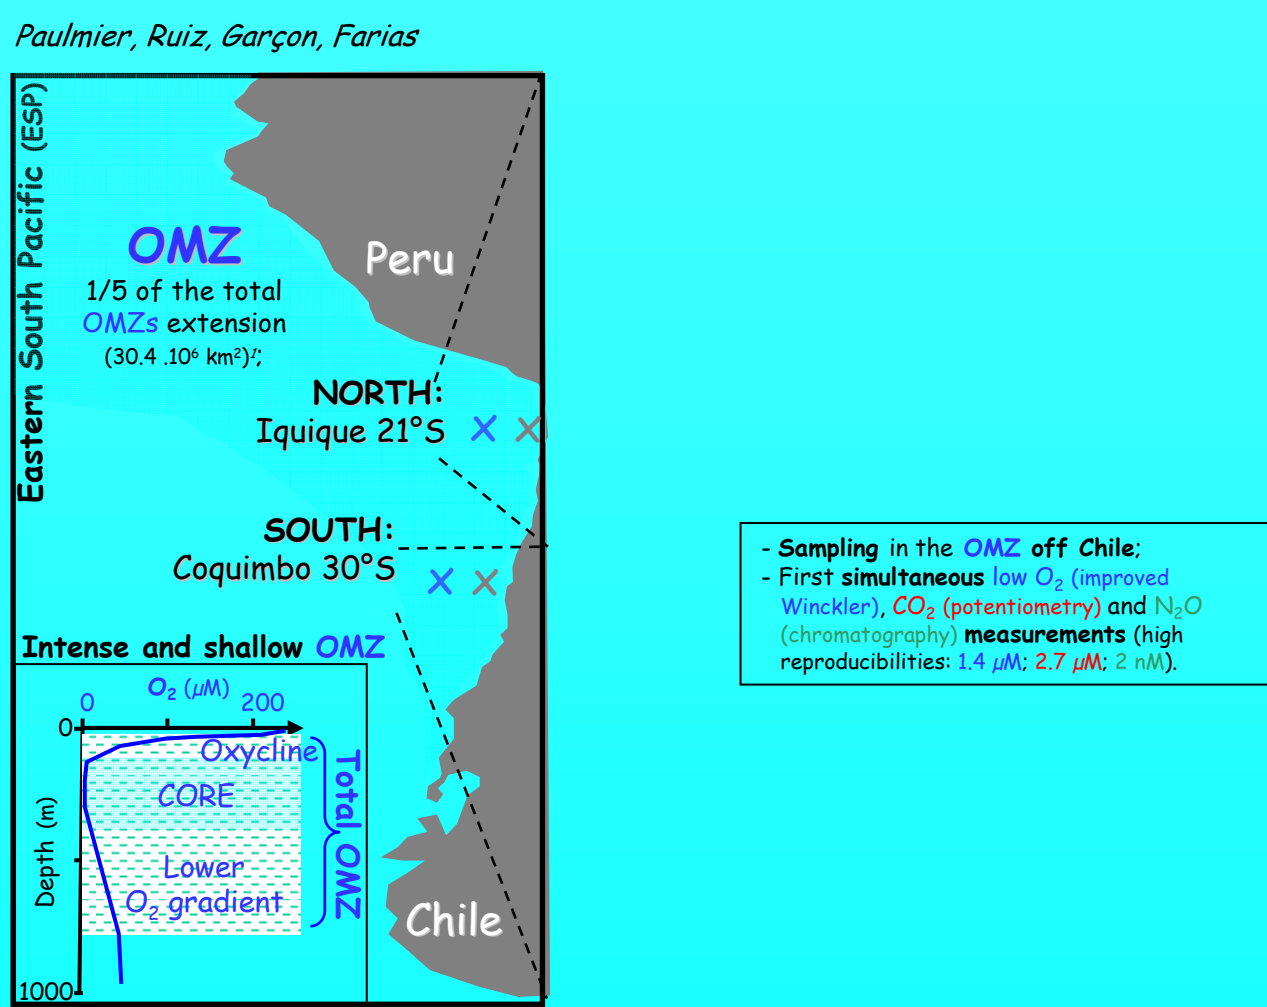 Paulmier, Ruiz, Garçon, Farias
Eastern South Pacific (ESP)
OMZ
1/5 of the total
OMZs extension
(30.4 .10⁶ km²)¹;
Peru
NORTH:
Iquique 21°S
SOUTH:
Coquimbo 30°S
Intense and shallow OMZ
O₂ (µM)
0 200
0
Oxycline
CORE
Lower
O₂ gradient
Total OMZ
Depth (m)
1000
Chile
- Sampling in the OMZ off Chile;
- First simultaneous low O₂ (improved
Winckler), CO₂ (potentiometry) and N₂O
(chromatography) measurements (high
reproducibilities: 1.4 µM; 2.7 µM; 2 nM).